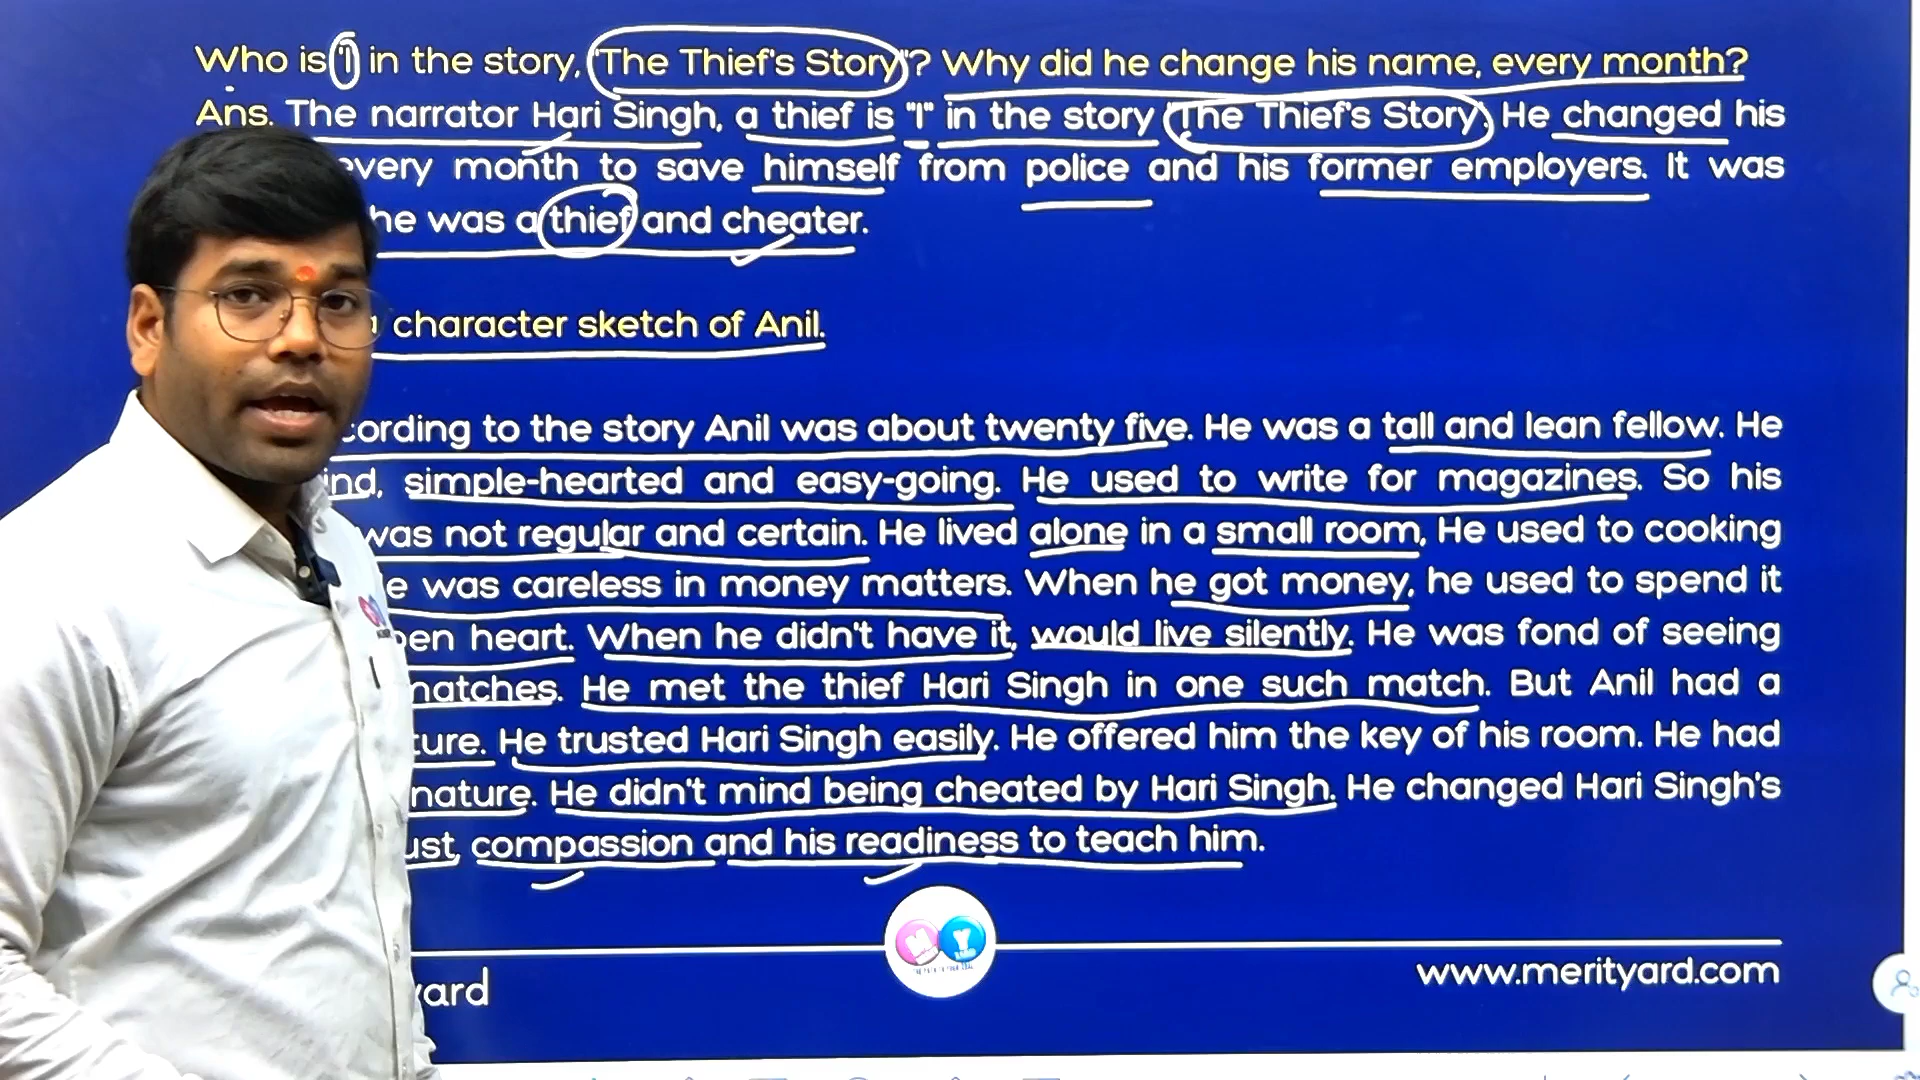 Who is "I" in the story, "The Thief's Story"? Why did he change his name, every month?
Ans. The narrator Hari Singh, a thief is "I" in the story "The Thief's Story". He changed his
every month to save himself from police and his former employers. It was
he was a thief and cheater.
a character sketch of Anil.
cording to the story Anil was about twenty five. He was a tall and lean fellow. He
ind, simple-hearted and easy-going. He used to write for magazines. So his
was not regular and certain. He lived alone in a small room, He used to cooking
e was careless in money matters. When he got money, he used to spend it
pen heart. When he didn't have it, would live silently. He was fond of seeing
matches. He met the thief Hari Singh in one such match. But Anil had a
ture. He trusted Hari Singh easily. He offered him the key of his room. He had
nature. He didn't mind being cheated by Hari Singh. He changed Hari Singh's
ust, compassion and his readiness to teach him.
M Y
yard
www.merityard.com